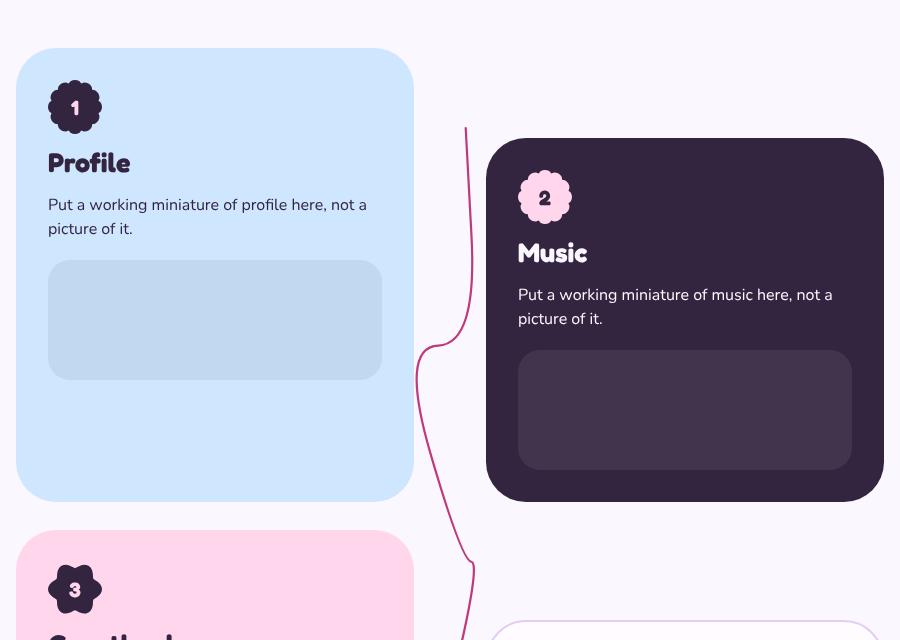 1
Profile
Put a working miniature of profile here, not a
picture of it.
2
Music
Put a working miniature of music here, not a
picture of it.
3